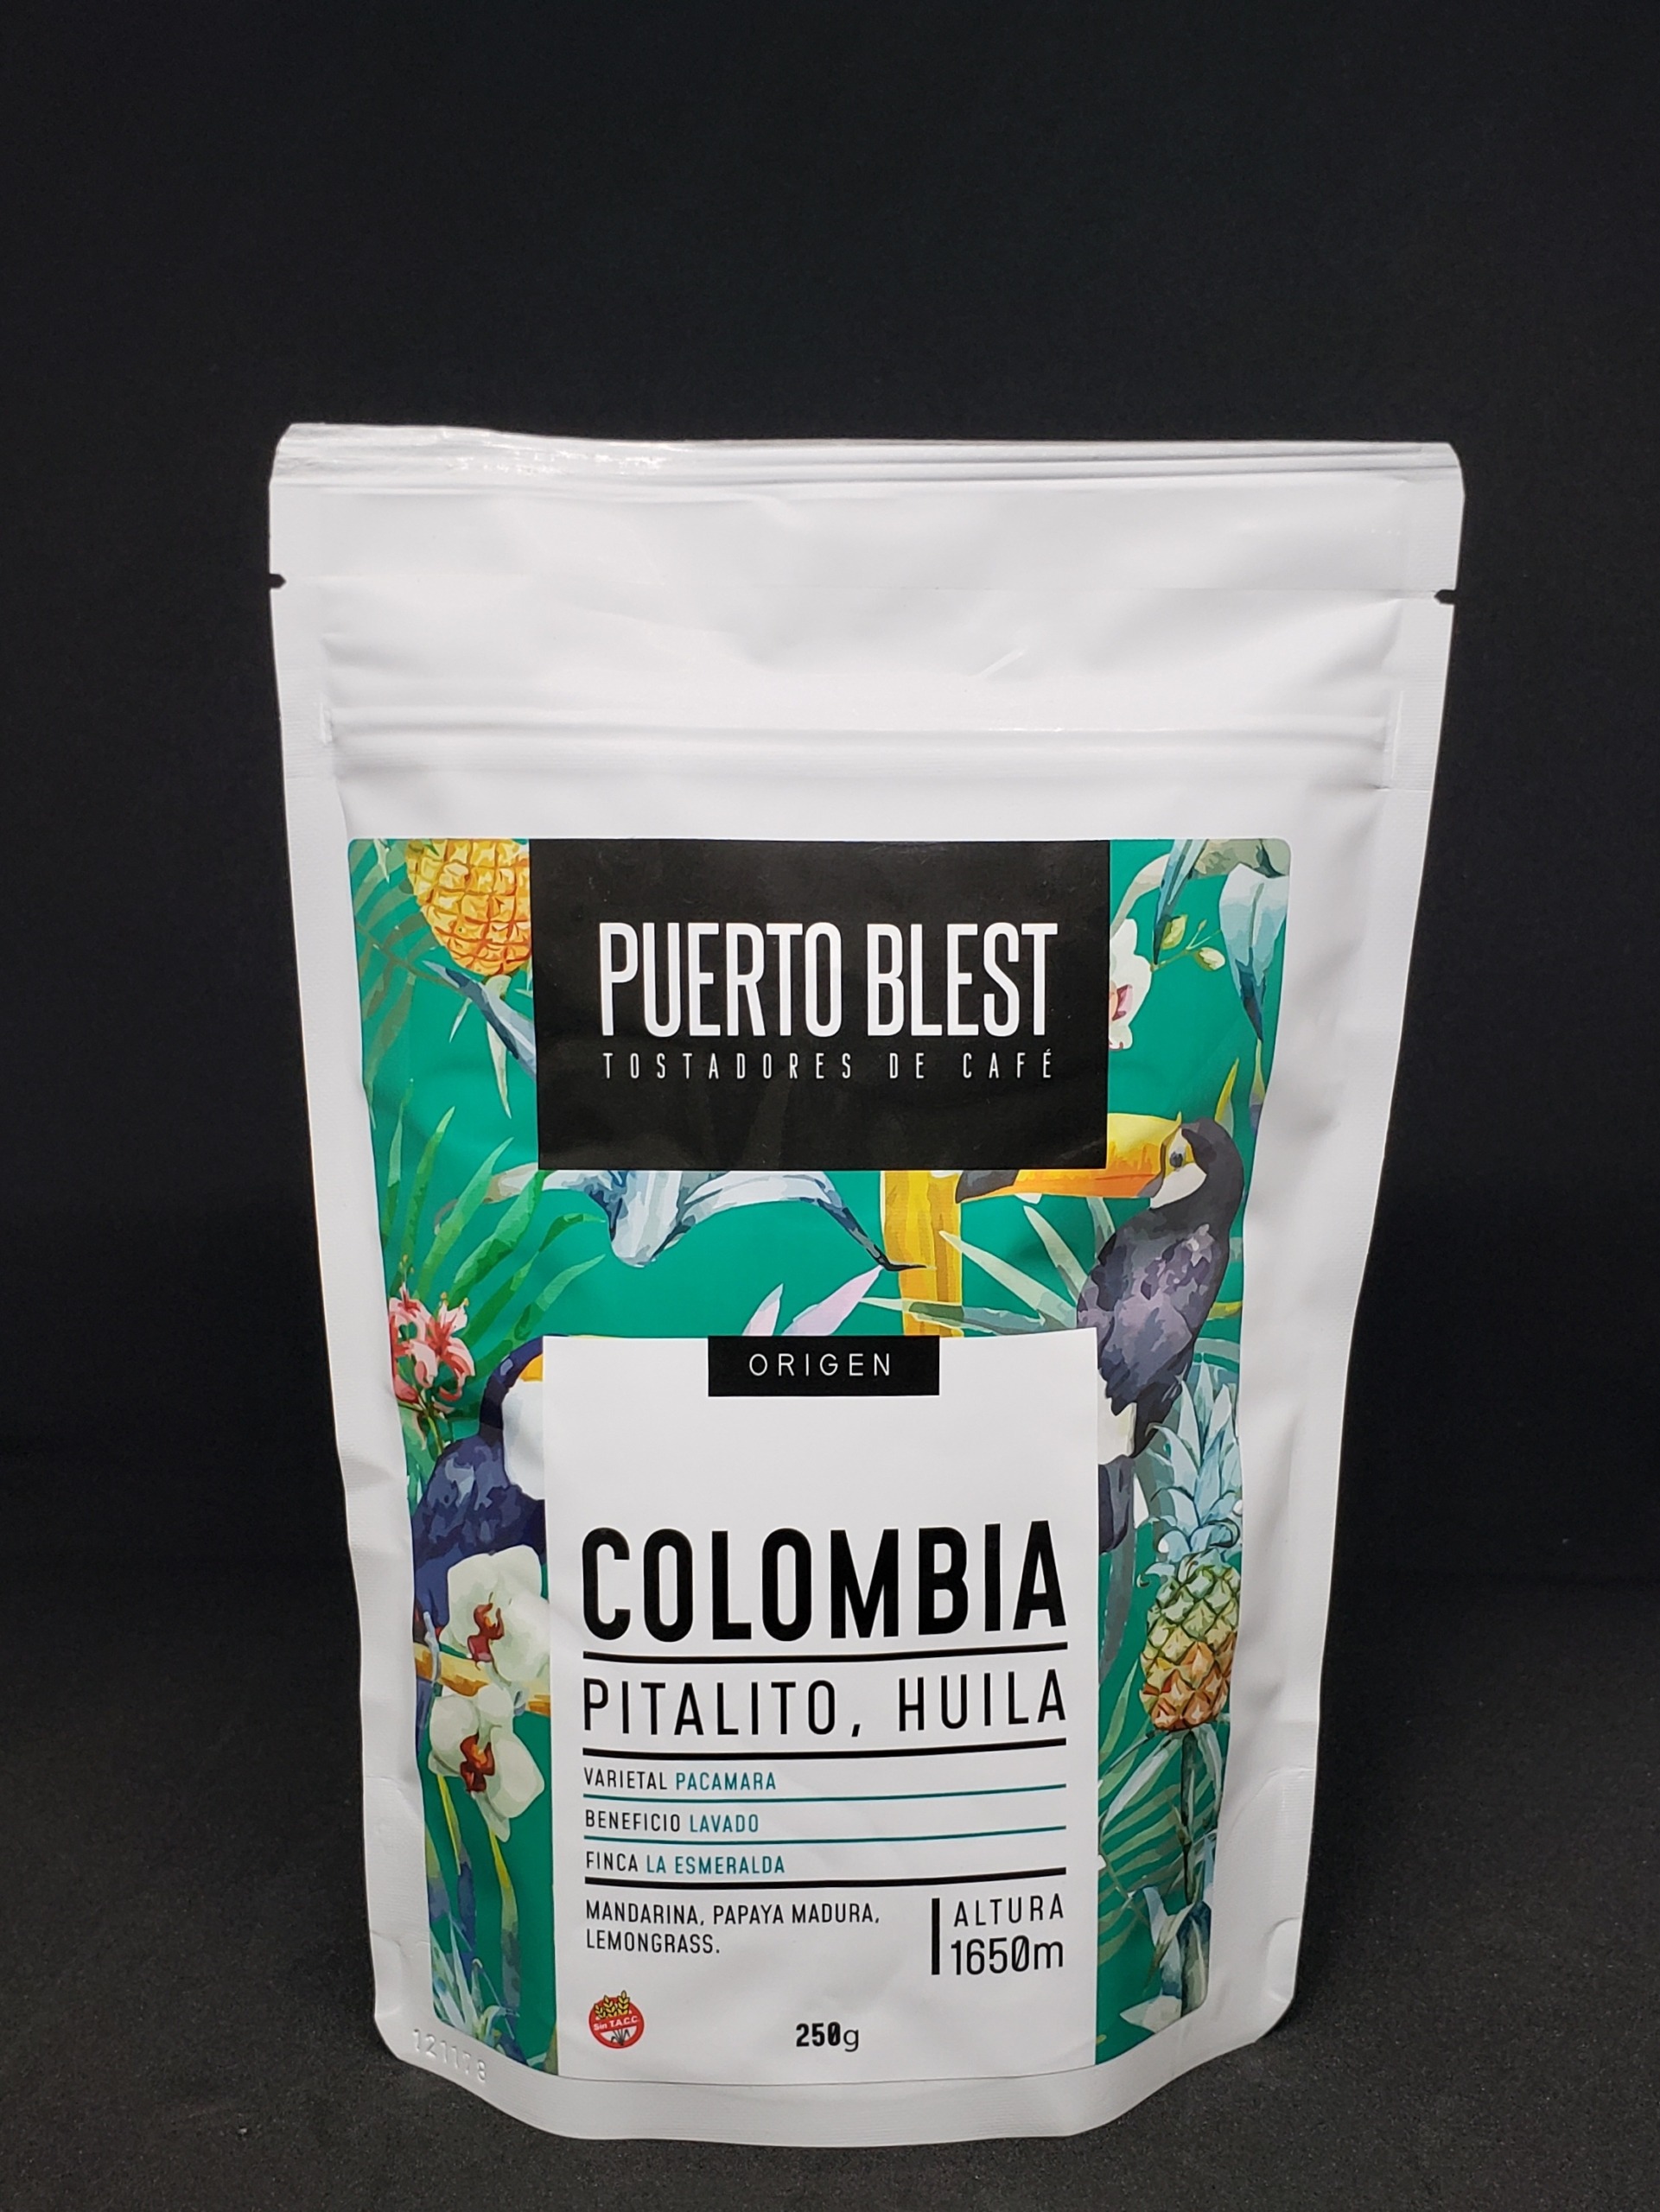 PUERTO BLEST
TOSTADORES DE CAFÉ
ORIGEN
COLOMBIA
PITALITO, HUILA
VARIETAL PACAMARA
BENEFICIO LAVADO
FINCA LA ESMERALDA
MANDARINA, PAPAYA MADURA,
LEMONGRASS.
ALTURA
1650m
Sin T.A.C.C.
250g